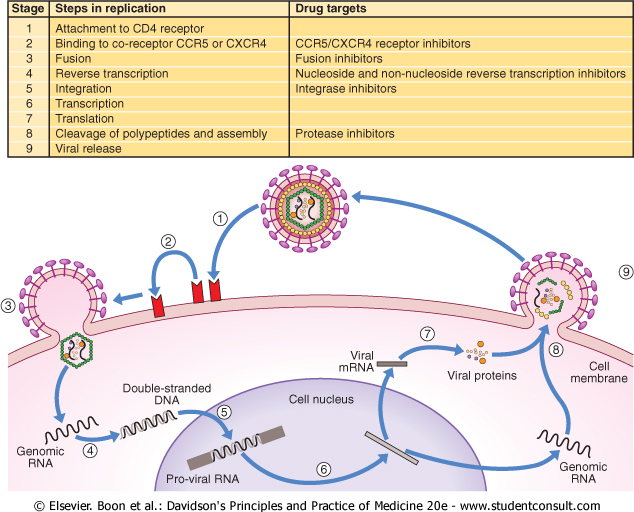 Stage Steps in replication Drug targets
1 Attachment to CD4 receptor
2 Binding to co-receptor CCR5 or CXCR4 CCR5/CXCR4 receptor inhibitors
3 Fusion Fusion inhibitors
4 Reverse transcription Nucleoside and non-nucleoside reverse transcription inhibitors
5 Integration Integrase inhibitors
6 Transcription
7 Translation
8 Cleavage of polypeptides and assembly Protease inhibitors
9 Viral release
1
2
9
3
7
8
Viral
mRNA
Viral proteins
Cell
membrane
Double-stranded
DNA
Cell nucleus
5
4
Genomic
RNA
Pro-viral RNA
6
Genomic
RNA
© Elsevier. Boon et al.: Davidson's Principles and Practice of Medicine 20e - www.studentconsult.com